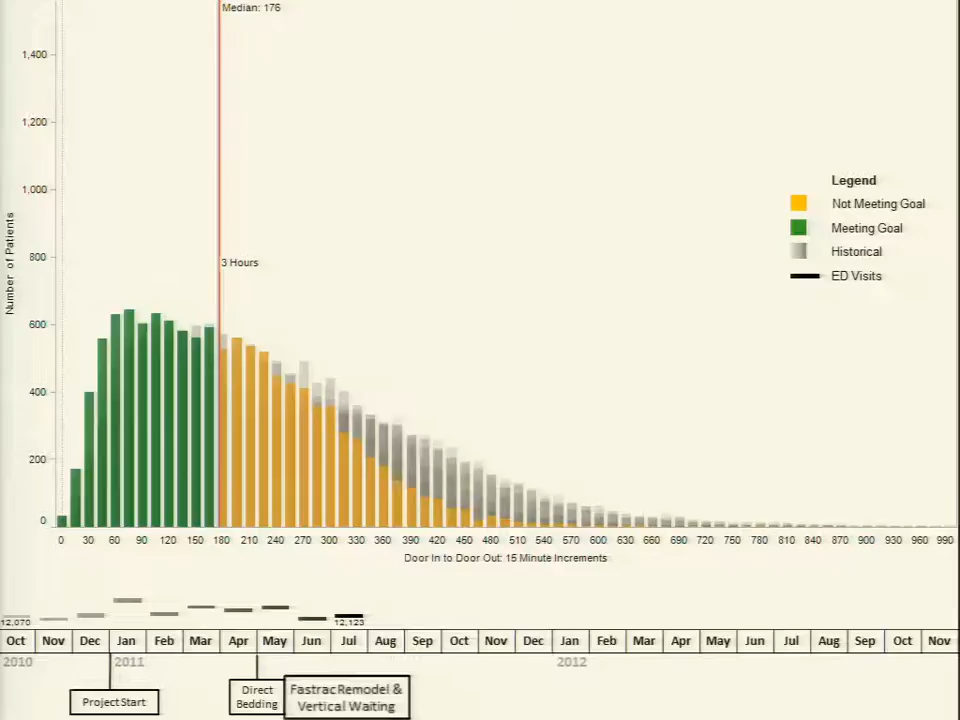 Median: 176
1,400
1,200
1,000
800
600
400
200
0
Number of Patients
3 Hours
Legend
Not Meeting Goal
Meeting Goal
Historical
ED Visits
0 30 60 90 120 150 180 210 240 270 300 330 360 390 420 450 480 510 540 570 600 630 660 690 720 750 780 810 840 870 900 930 960 990
Door In to Door Out: 15 Minute Increments
12,070 12,123
Oct Nov Dec Jan Feb Mar Apr May Jun Jul Aug Sep Oct Nov Dec Jan Feb Mar Apr May Jun Jul Aug Sep Oct Nov
2010 2011 2012
Project Start
Direct
Bedding
Fastrac Remodel &
Vertical Waiting